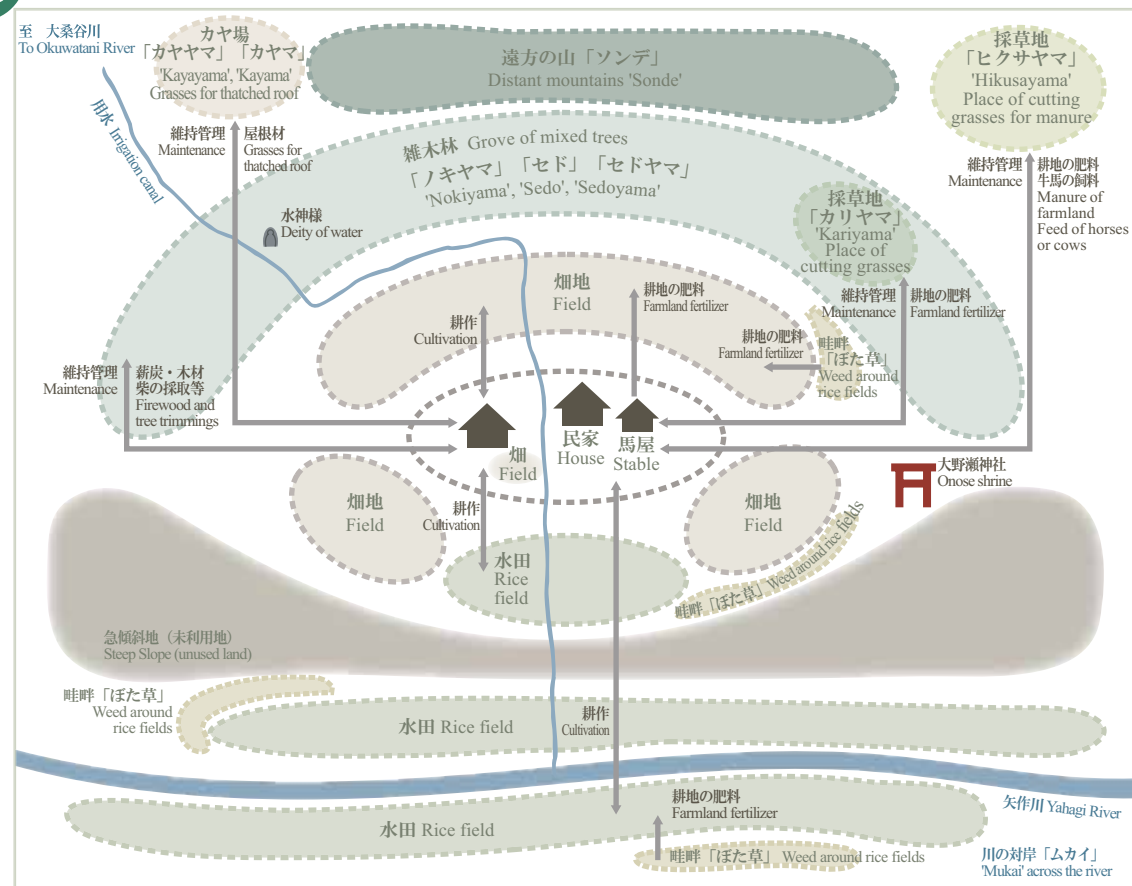 至　大桑谷川
To Okuwatani River
用水 Irrigation canal
カヤ場
「カヤヤマ」「カヤマ」
'Kayayama', 'Kayama'
Grasses for thatched roof
遠方の山「ソンデ」
Distant mountains 'Sonde'
採草地
「ヒクサヤマ」
'Hikusayama'
Place of cutting
grasses for manure
維持管理
Maintenance
屋根材
Grasses for
thatched roof
雑木林 Grove of mixed trees
「ノキヤマ」「セド」「セドヤマ」
'Nokiyama', 'Sedo', 'Sedoyama'
維持管理
Maintenance
耕地の肥料
牛馬の飼料
Manure of
farmland
Feed of horses
or cows
採草地
「カリヤマ」
'Kariyama'
Place of
cutting grasses
水神様
Deity of water
畑地
Field
耕作
Cultivation
耕地の肥料
Farmland fertilizer
維持管理
Maintenance
耕地の肥料
Farmland fertilizer
耕地の肥料
Farmland fertilizer
畦畔
「ぼた草」
Weed around
rice fields
維持管理
Maintenance
薪炭・木材
柴の採取等
Firewood and
tree trimmings
民家
House
馬屋
Stable
畑
Field
大野瀬神社
Onose shrine
畑地
Field
耕作
Cultivation
畑地
Field
水田
Rice
field
畦畔「ぼた草」Weed around rice fields
急傾斜地（未利用地）
Steep Slope (unused land)
畦畔「ぼた草」
Weed around
rice fields
水田 Rice field
耕作
Cultivation
矢作川 Yahagi River
水田 Rice field
耕地の肥料
Farmland fertilizer
畦畔「ぼた草」 Weed around rice fields
川の対岸「ムカイ」
'Mukai' across the river